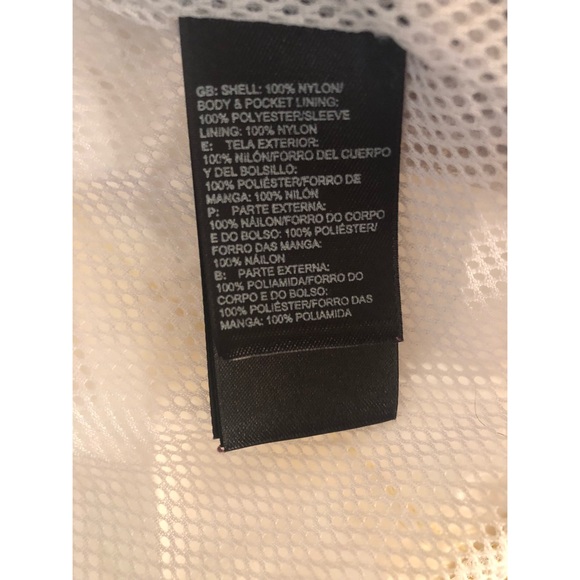 GB: SHELL: 100% NYLON/
BODY & POCKET LINING:
100% POLYESTER/SLEEVE
LINING: 100% NYLON
E: TELA EXTERIOR:
100% NILÓN/FORRO DEL CUERPO
Y DEL BOLSILLO:
100% POLIÉSTER/FORRO DE
MANGA: 100% NILÓN
P: PARTE EXTERNA:
100% NÁILON/FORRO DO CORPO
E DO BOLSO: 100% POLIÉSTER/
FORRO DAS MANGA:
100% NÁILON
B: PARTE EXTERNA:
100% POLIAMIDA/FORRO DO
CORPO E DO BOLSO:
100% POLIÉSTER/FORRO DAS
MANGA: 100% POLIAMIDA